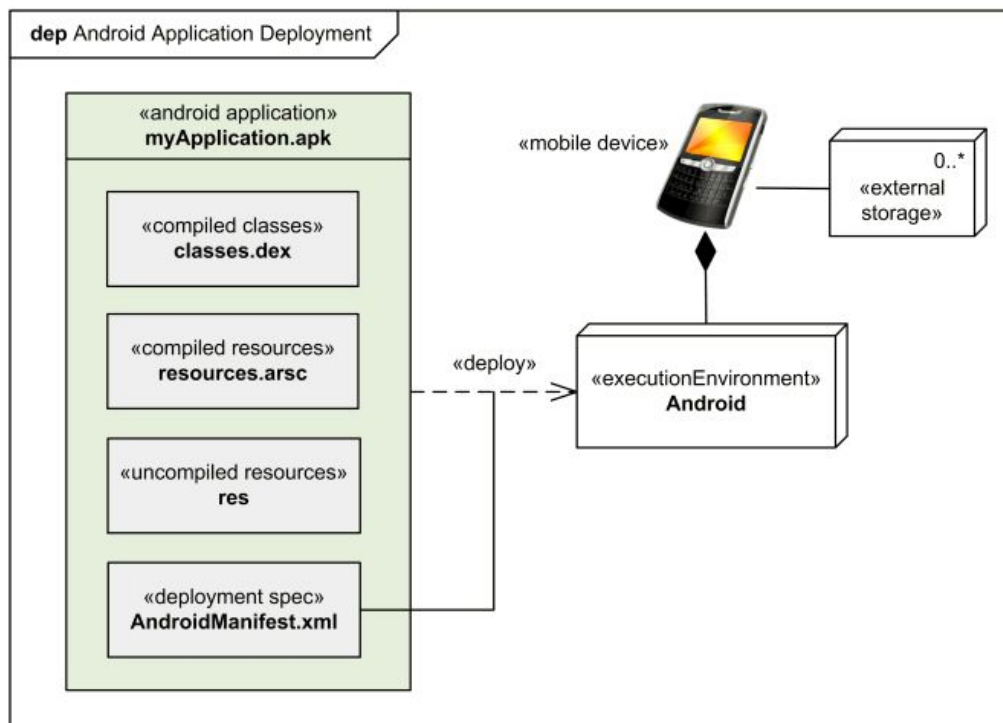 dep Android Application Deployment
«android application»
myApplication.apk
«compiled classes»
classes.dex
«compiled resources»
resources.arsc
«uncompiled resources»
res
«deployment spec»
AndroidManifest.xml
«deploy»
«mobile device»
0..*
«external
storage»
«executionEnvironment»
Android